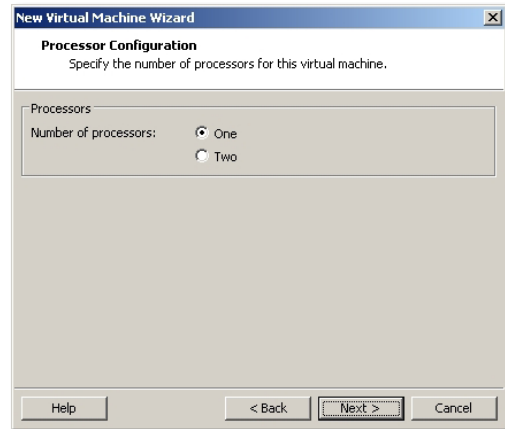 New Virtual Machine Wizard
Processor Configuration
Specify the number of processors for this virtual machine.
Processors
Number of processors:
One
Two
Help
< Back
Next >
Cancel